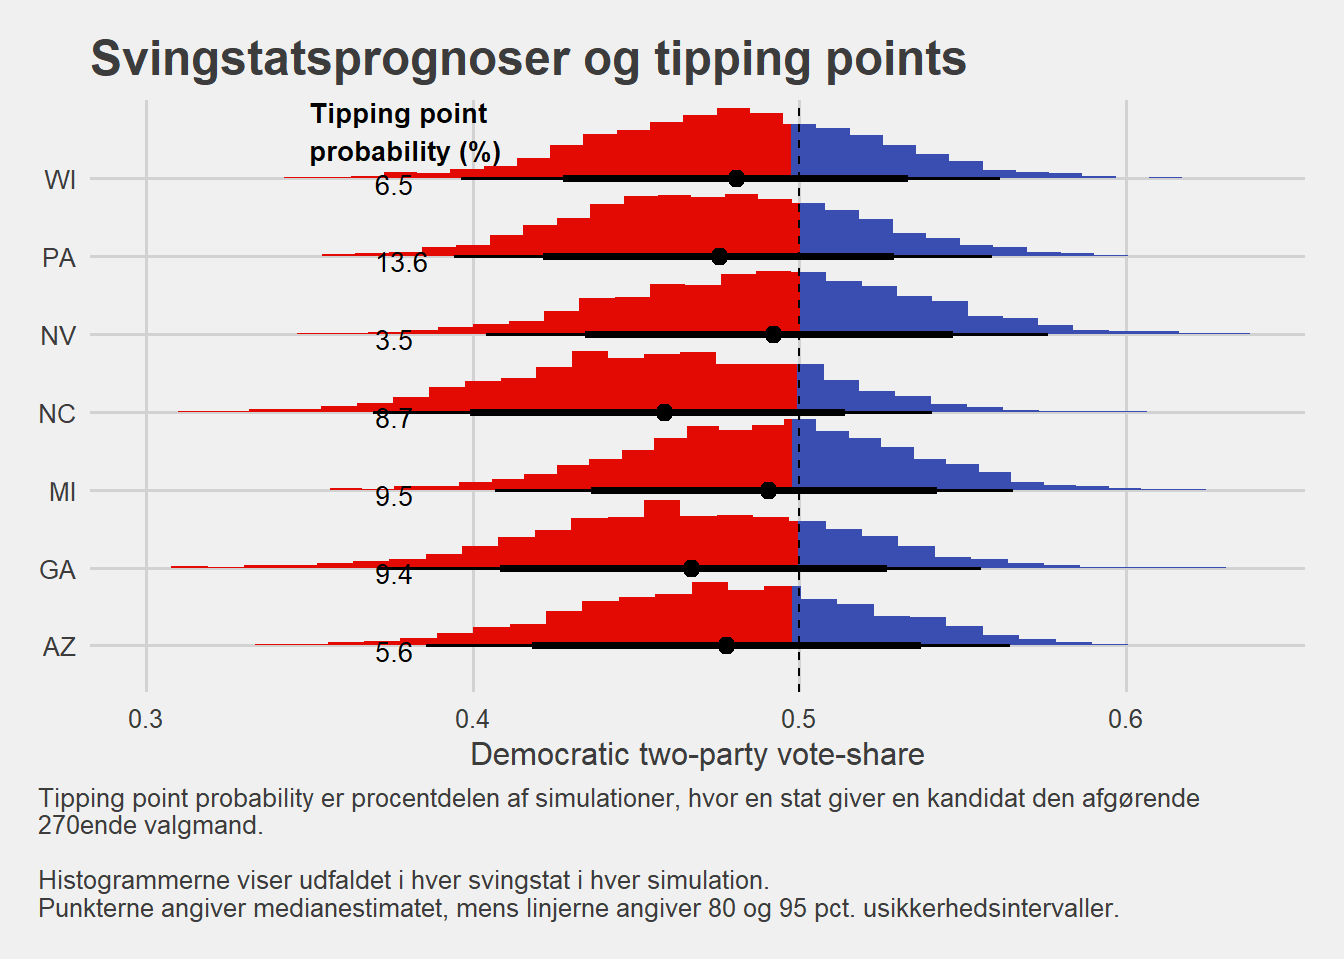 Svingstatsprognoser og tipping points
Tipping point
probability (%)
WI
6.5
PA
13.6
NV
3.5
NC
8.7
MI
9.5
GA
9.4
AZ
5.6
0.3 0.4 0.5 0.6
Democratic two-party vote-share
Tipping point probability er procentdelen af simulationer, hvor en stat giver en kandidat den afgørende
270ende valgmand.
Histogrammerne viser udfaldet i hver svingstat i hver simulation.
Punkterne angiver medianestimatet, mens linjerne angiver 80 og 95 pct. usikkerhedsintervaller.